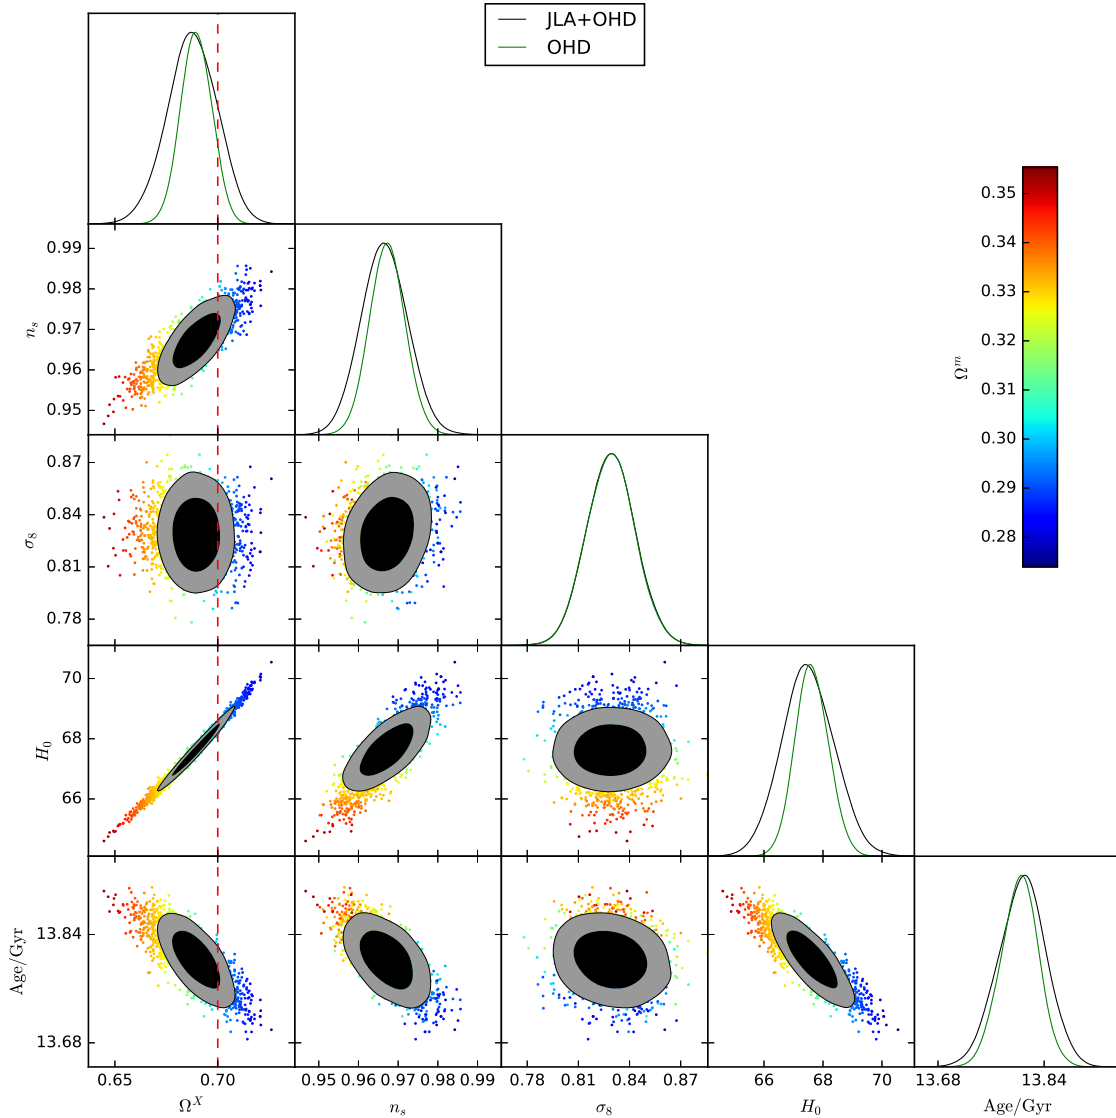 JLA+OHD
OHD
0.99
0.98
0.97
0.96
0.95
n_s
0.35
0.34
0.33
0.32
0.31
0.30
0.29
0.28
Ω^m
0.87
0.84
0.81
0.78
σ_8
70
68
66
H_0
13.84
13.68
Age/Gyr
0.65 0.70 0.95 0.96 0.97 0.98 0.99 0.78 0.81 0.84 0.87 66 68 70 13.68 13.84
Ω^X n_s σ_8 H_0 Age/Gyr